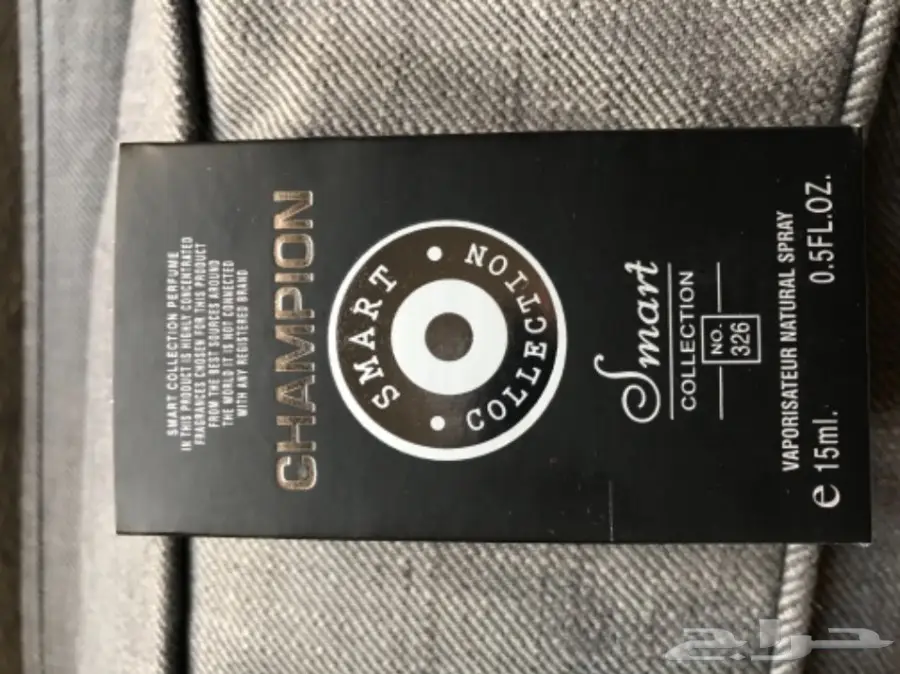 SMART COLLECTION PERFUME
IN THIS PRODUCT IS HIGHLY CONCENTRATED
FRAGRANCES CHOSEN FOR THIS PRODUCT
FROM THE BEST SOURCES AROUND
THE WORLD IT IS NOT CONNECTED
WITH ANY REGISTERED BRAND
CHAMPION
SMART • COLLECTION •
Smart
COLLECTION
NO.
326
VAPORISATEUR NATURAL SPRAY
e 15ml. 0.5FL.OZ.
حراج